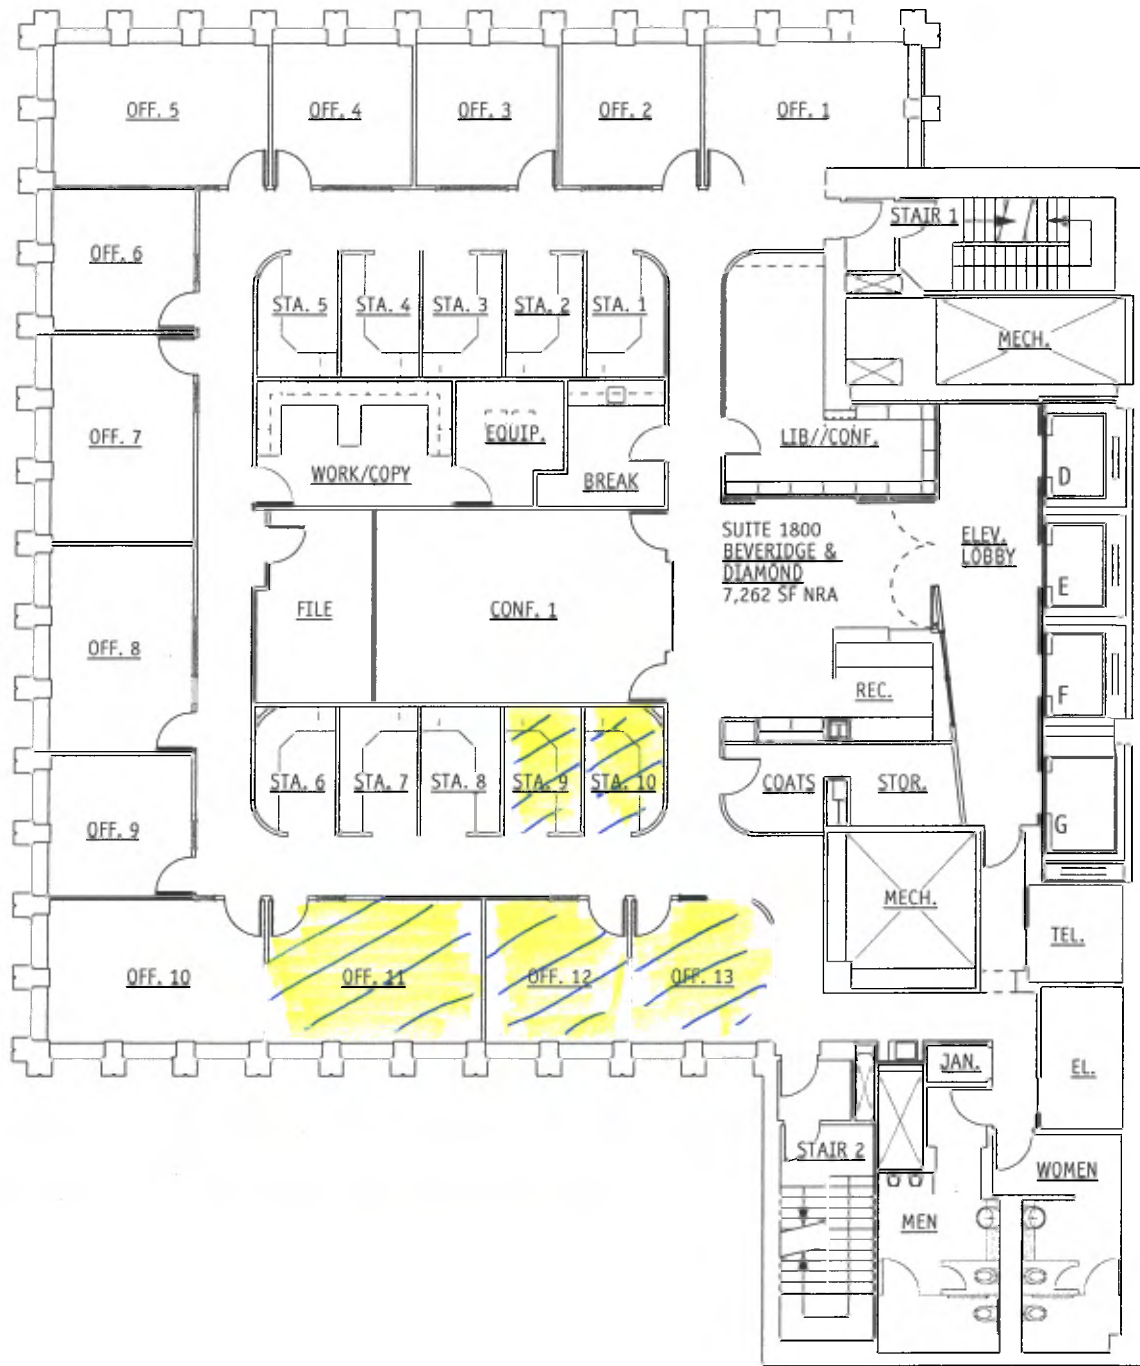 OFF. 5
OFF. 4
OFF. 3
OFF. 2
OFF. 1
STAIR 1
OFF. 6
STA. 5
STA. 4
STA. 3
STA. 2
STA. 1
MECH.
OFF. 7
WORK/COPY
EQUIP.
BREAK
LIB//CONF.
D
SUITE 1800
BEVERIDGE &
DIAMOND
7,262 SF NRA
ELEV.
LOBBY
E
FILE
CONF. 1
OFF. 8
REC.
F
STA. 6
STA. 7
STA. 8
STA. 9
STA. 10
COATS
STOR.
G
OFF. 9
MECH.
TEL.
OFF. 10
OFF. 11
OFF. 12
OFF. 13
JAN.
EL.
STAIR 2
WOMEN
MEN